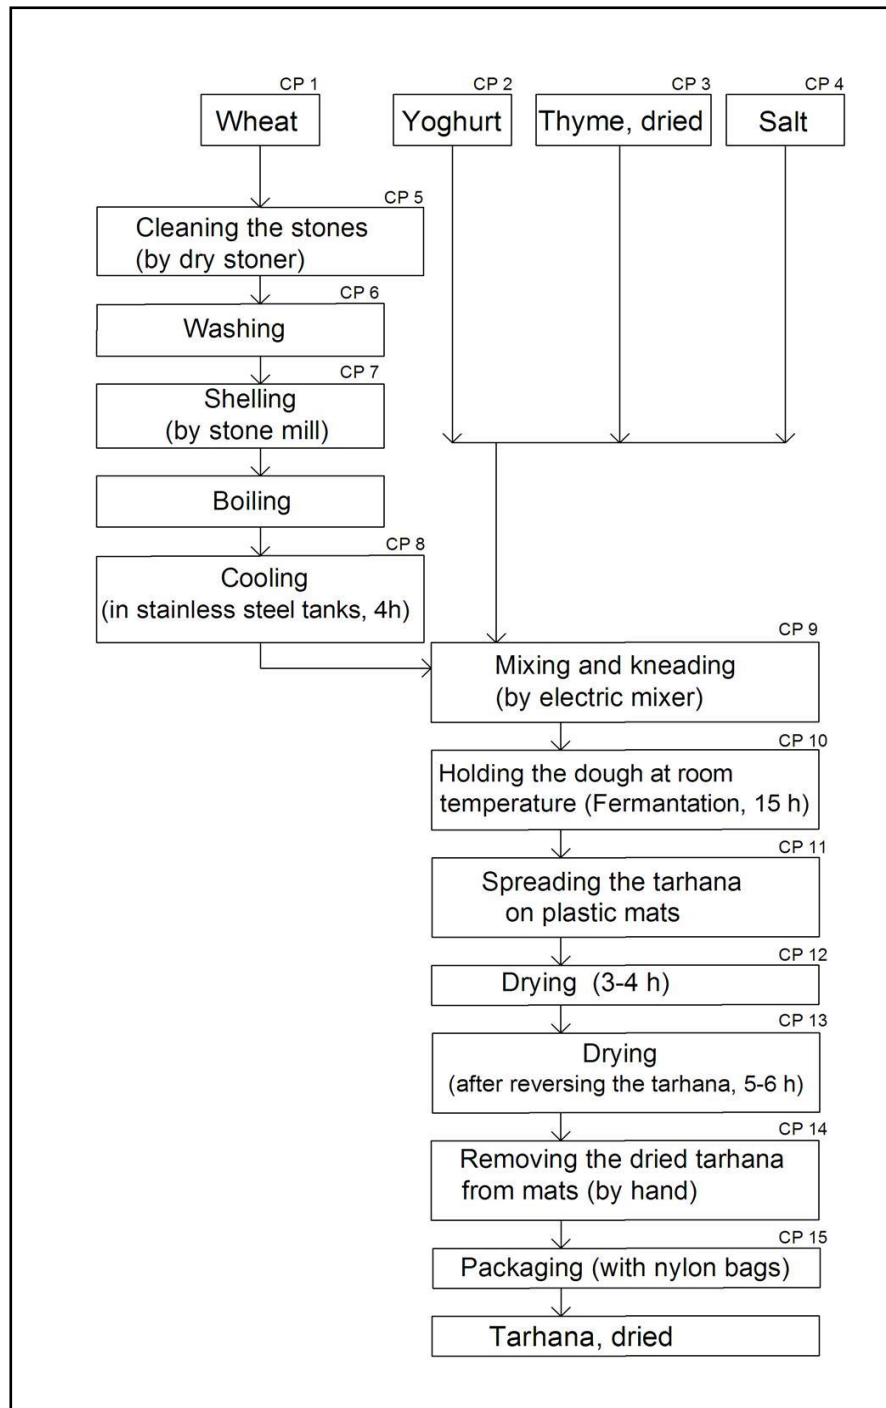 CP 1
Wheat
CP 2
Yoghurt
CP 3
Thyme, dried
CP 4
Salt
CP 5
Cleaning the stones
(by dry stoner)
CP 6
Washing
CP 7
Shelling
(by stone mill)
Boiling
CP 8
Cooling
(in stainless steel tanks, 4h)
CP 9
Mixing and kneading
(by electric mixer)
CP 10
Holding the dough at room
temperature (Fermantation, 15 h)
CP 11
Spreading the tarhana
on plastic mats
CP 12
Drying (3-4 h)
CP 13
Drying
(after reversing the tarhana, 5-6 h)
CP 14
Removing the dried tarhana
from mats (by hand)
CP 15
Packaging (with nylon bags)
Tarhana, dried